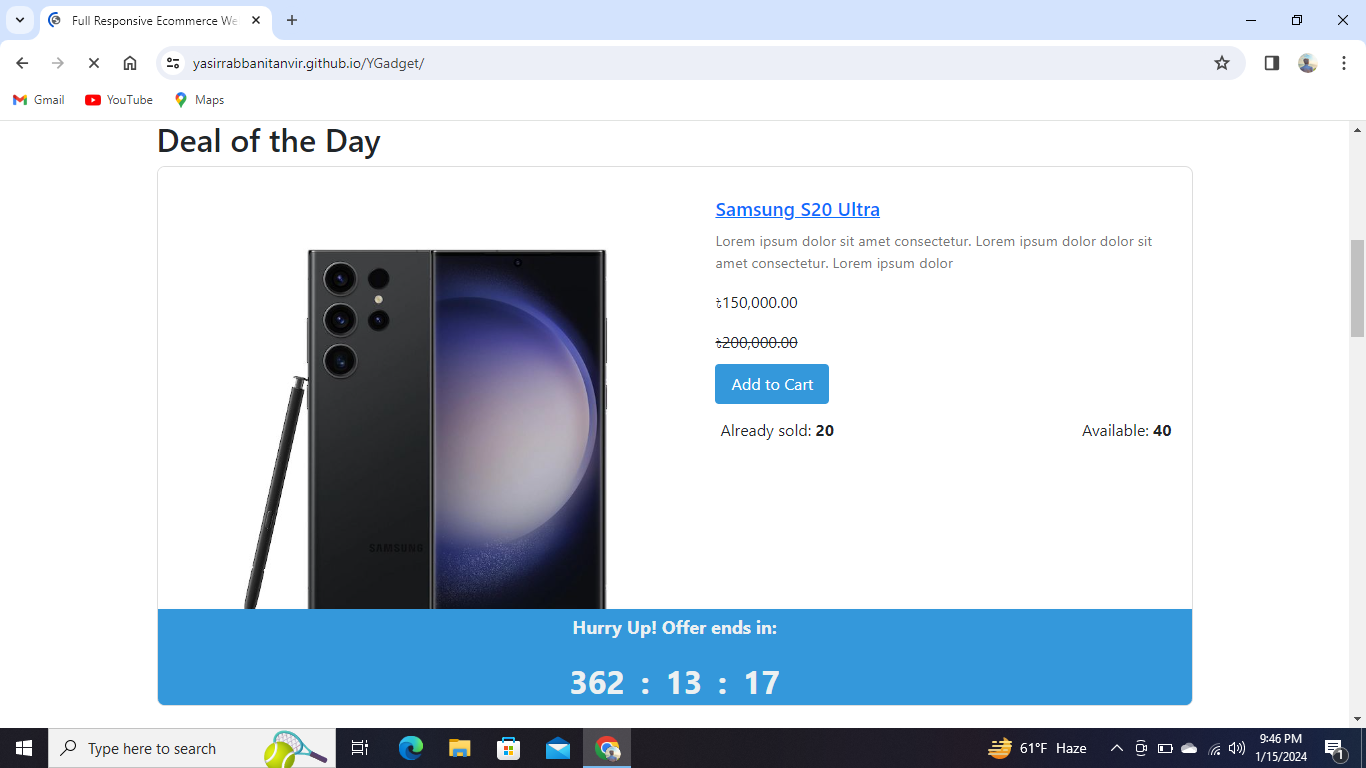 Full Responsive Ecommerce We
yasirrabbanitanvir.github.io/YGadget/
Gmail YouTube Maps
Deal of the Day
Samsung S20 Ultra
Lorem ipsum dolor sit amet consectetur. Lorem ipsum dolor dolor sit
amet consectetur. Lorem ipsum dolor
৳150,000.00
৳200,000.00
Add to Cart
Already sold: 20 Available: 40
SAMSUNG
Hurry Up! Offer ends in:
362 : 13 : 17
Type here to search
61°F Haze
9:46 PM
1/15/2024
1